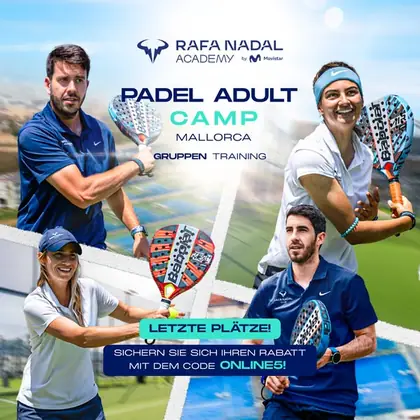 RAFA NADAL
ACADEMY by Movistar
PADEL ADULT
CAMP
MALLORCA
GRUPPEN TRAINING
Babolat
LETZTE PLÄTZE!
SICHERN SIE SICH IHREN RABATT
MIT DEM CODE ONLINE5!